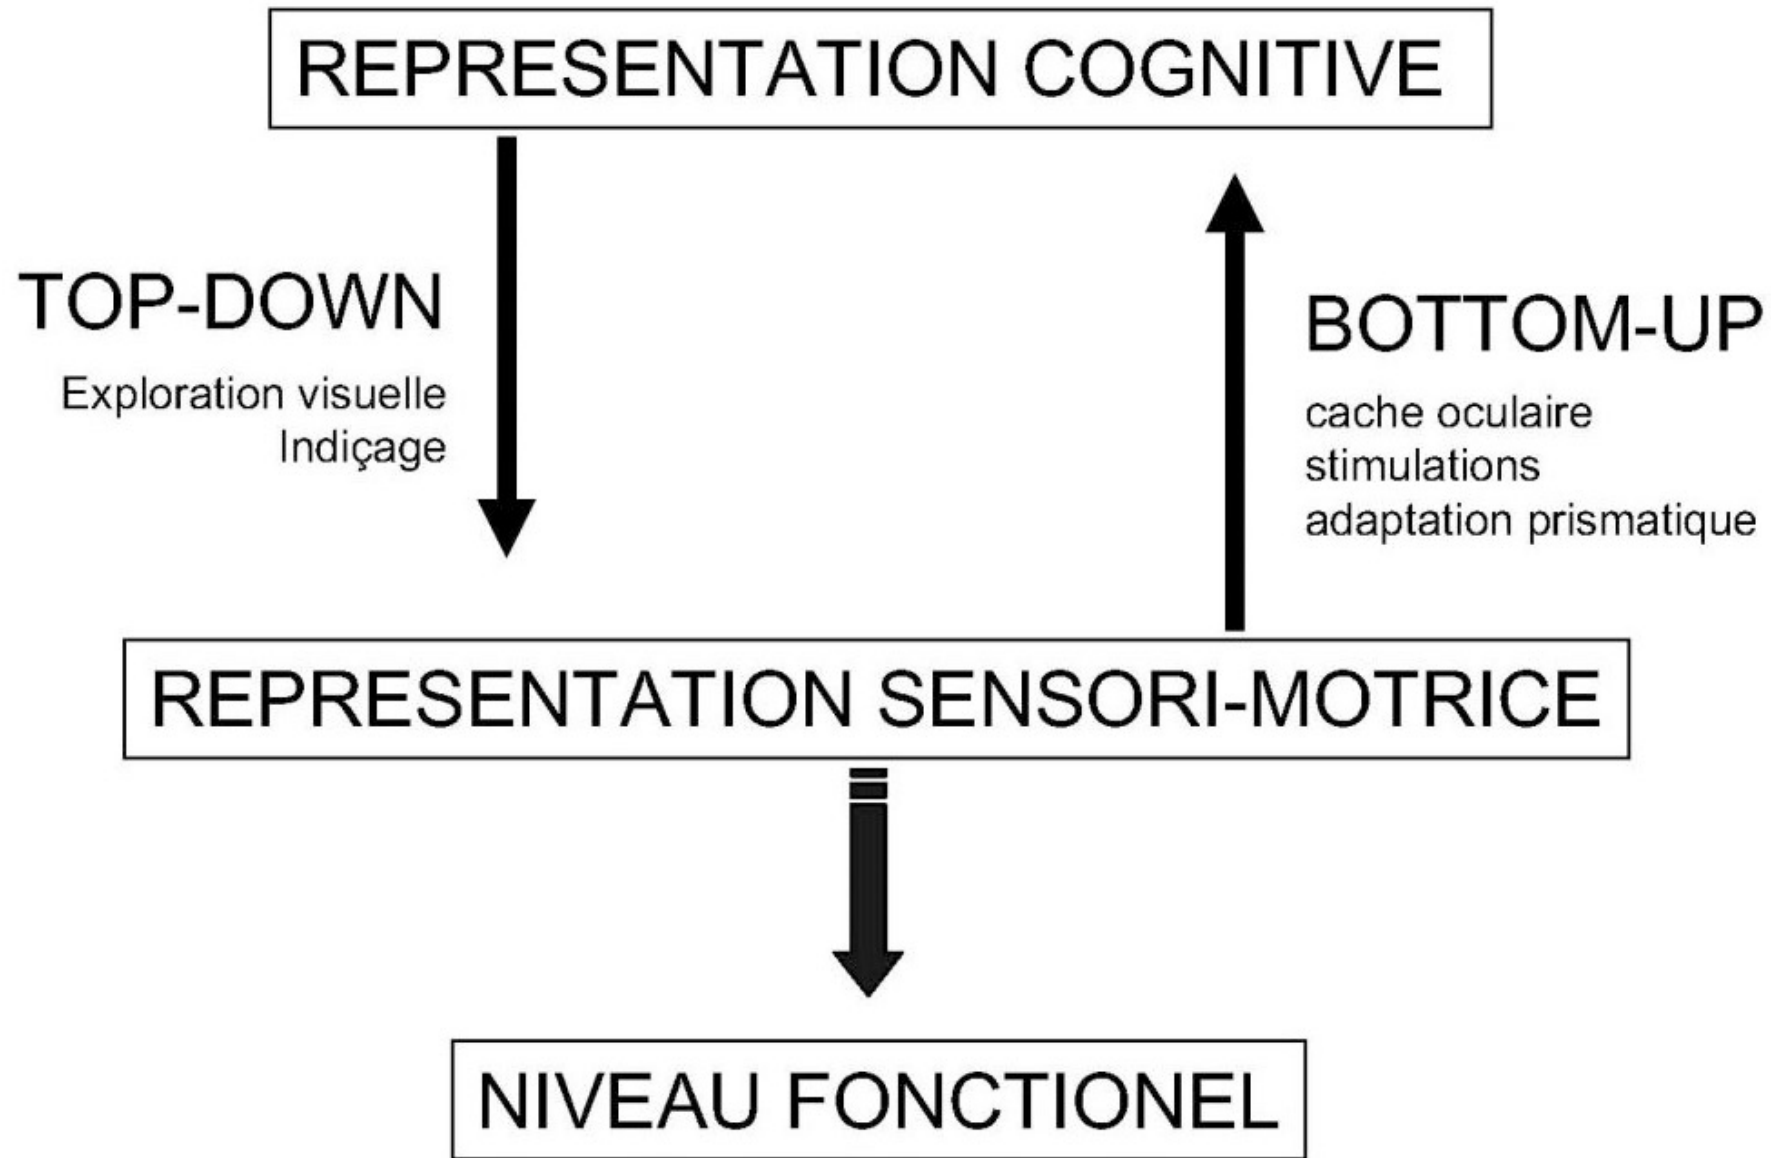 REPRESENTATION COGNITIVE
TOP-DOWN
Exploration visuelle
Indiçage
BOTTOM-UP
cache oculaire
stimulations
adaptation prismatique
REPRESENTATION SENSORI-MOTRICE
NIVEAU FONCTIONEL